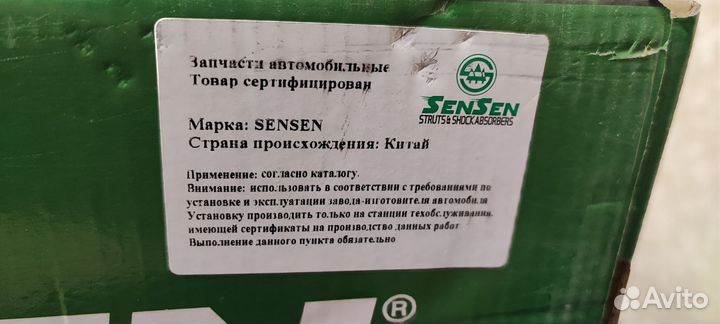 Запчасти автомобильные
Товар сертифицирован
SENSEN
STRUTS & SHOCK ABSORBERS
Марка: SENSEN
Страна происхождения: Китай
Применение: согласно каталогу.
Внимание: использовать в соответствии с требованиями по
установке и эксплуатации завода-изготовителя автомобиля
Установку производить только на станции техобслуживания,
имеющей сертификаты на производство данных работ
Выполнение данного пункта обязательно
®
Avito